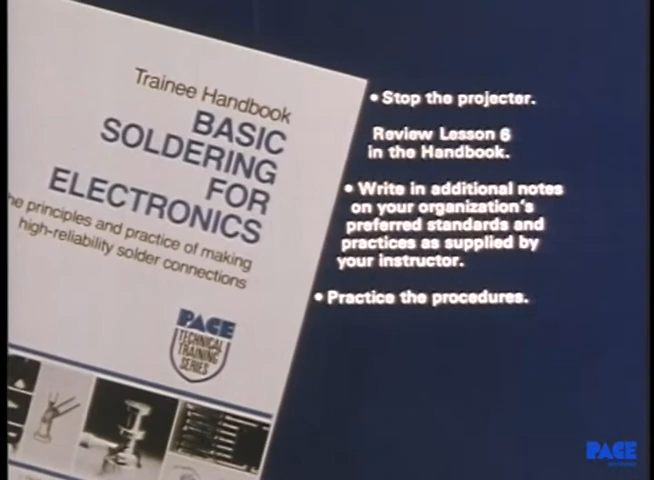 Trainee Handbook
BASIC
SOLDERING
FOR
ELECTRONICS
he principles and practice of making
high-reliability solder connections
PACE
TECHNICAL
TRAINING
SERIES
• Stop the projecter.
Review Lesson 6
in the Handbook.
• Write in additional notes
on your organization's
preferred standards and
practices as supplied by
your instructor.
• Practice the procedures.
PACE